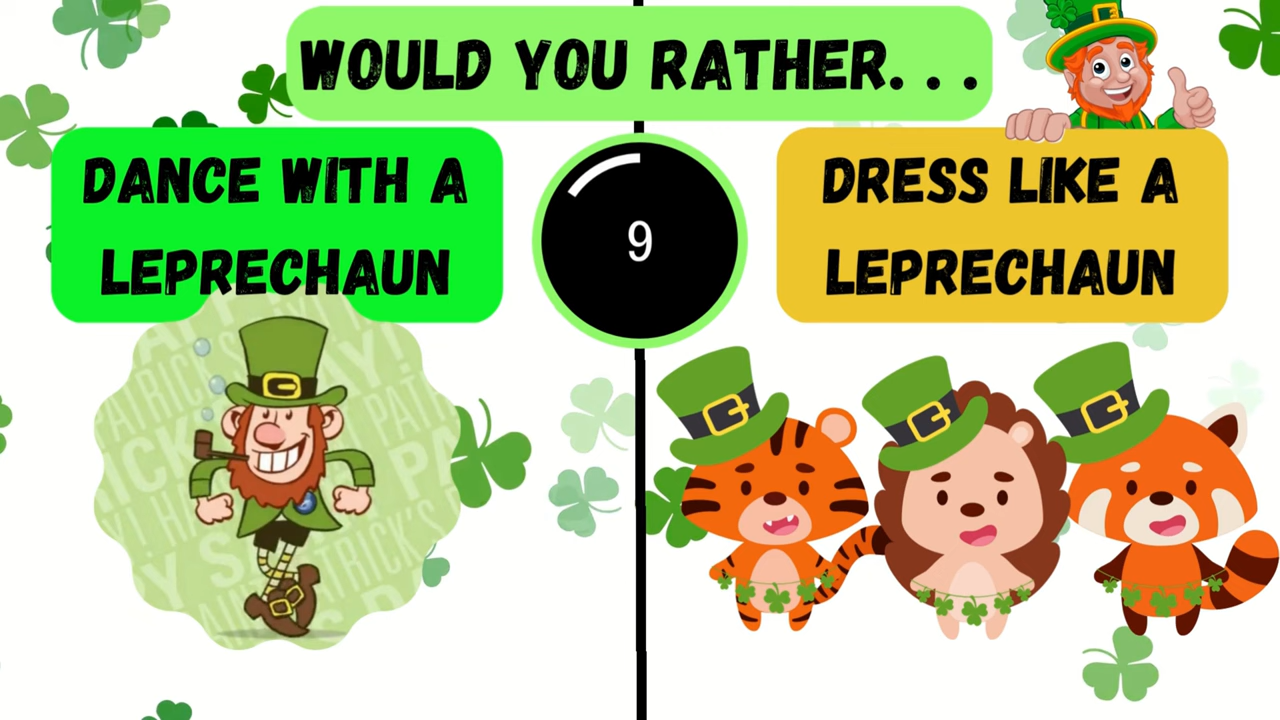 WOULD YOU RATHER. . .
DANCE WITH A
LEPRECHAUN
9
DRESS LIKE A
LEPRECHAUN